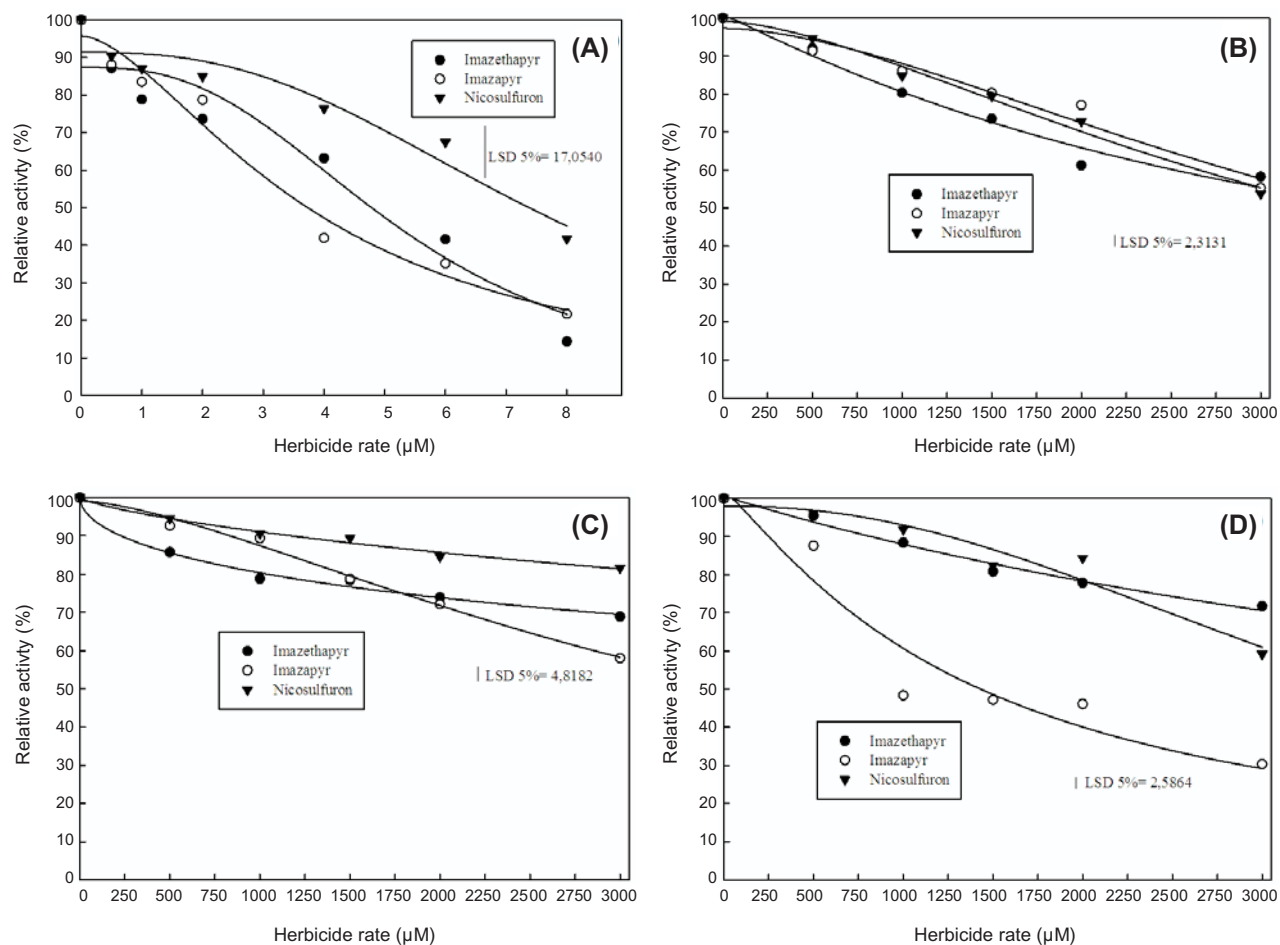 (A)
Relative activty (%)
100
90
80
70
60
50
40
30
20
10
0
Imazethapyr
Imazapyr
Nicosulfuron
LSD 5%= 17,0540
0 1 2 3 4 5 6 7 8
Herbicide rate (µM)
(B)
Relative activty (%)
100
90
80
70
60
50
40
30
20
10
0
Imazethapyr
Imazapyr
Nicosulfuron
LSD 5%= 2,3131
0 250 500 750 1000 1250 1500 1750 2000 2250 2500 2750 3000
Herbicide rate (µM)
(C)
Relative activty (%)
100
90
80
70
60
50
40
30
20
10
0
Imazethapyr
Imazapyr
Nicosulfuron
LSD 5%= 4,8182
0 250 500 750 1000 1250 1500 1750 2000 2250 2500 2750 3000
Herbicide rate (µM)
(D)
Relative activty (%)
100
90
80
70
60
50
40
30
20
10
0
Imazethapyr
Imazapyr
Nicosulfuron
LSD 5%= 2,5864
0 250 500 750 1000 1250 1500 1750 2000 2250 2500 2750 3000
Herbicide rate (µM)